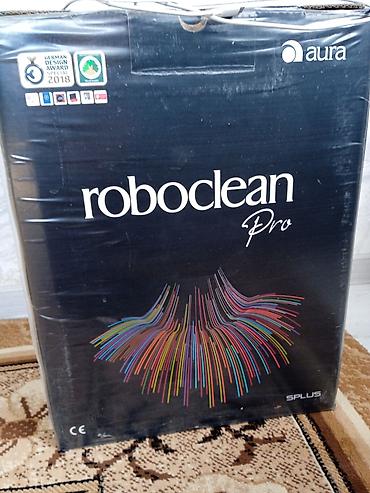 GERMAN
DESIGN
AWARD
SPECIAL
2018
aura
roboclean
Pro
SPLUS
CE